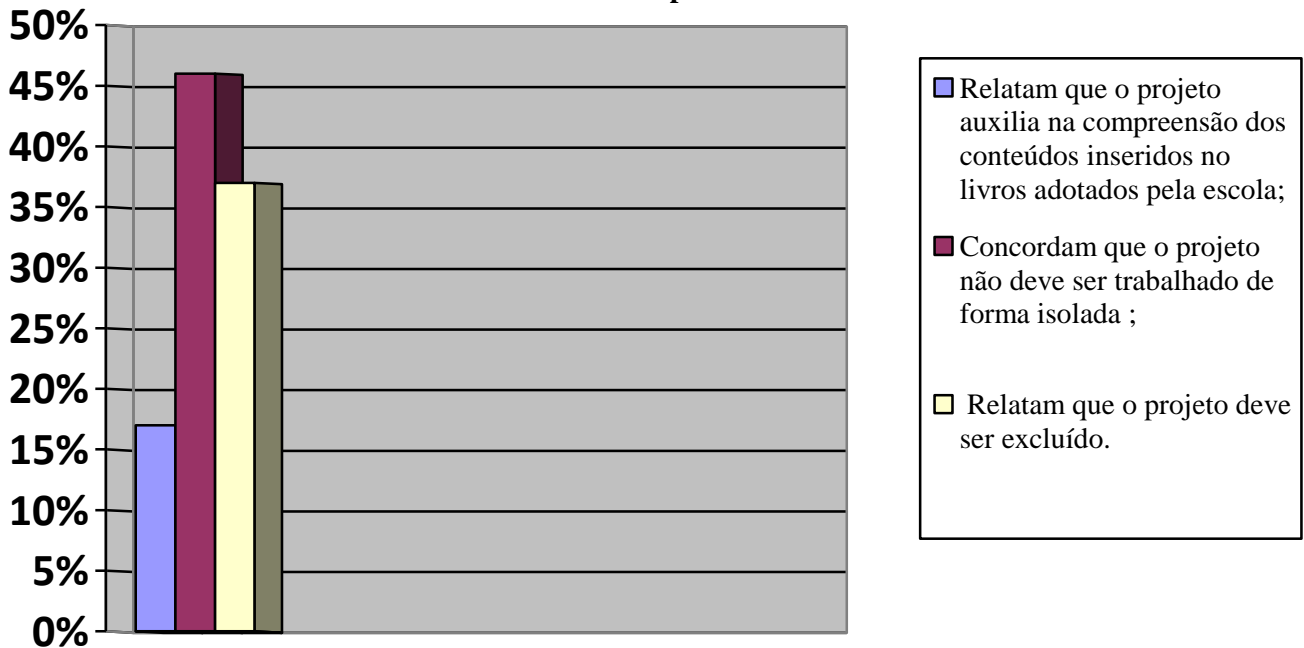 50%
45%
40%
35%
30%
25%
20%
15%
10%
5%
0%
Relatam que o projeto
auxilia na compreensão dos
conteúdos inseridos no
livros adotados pela escola;
Concordam que o projeto
não deve ser trabalhado de
forma isolada ;
Relatam que o projeto deve
ser excluído.